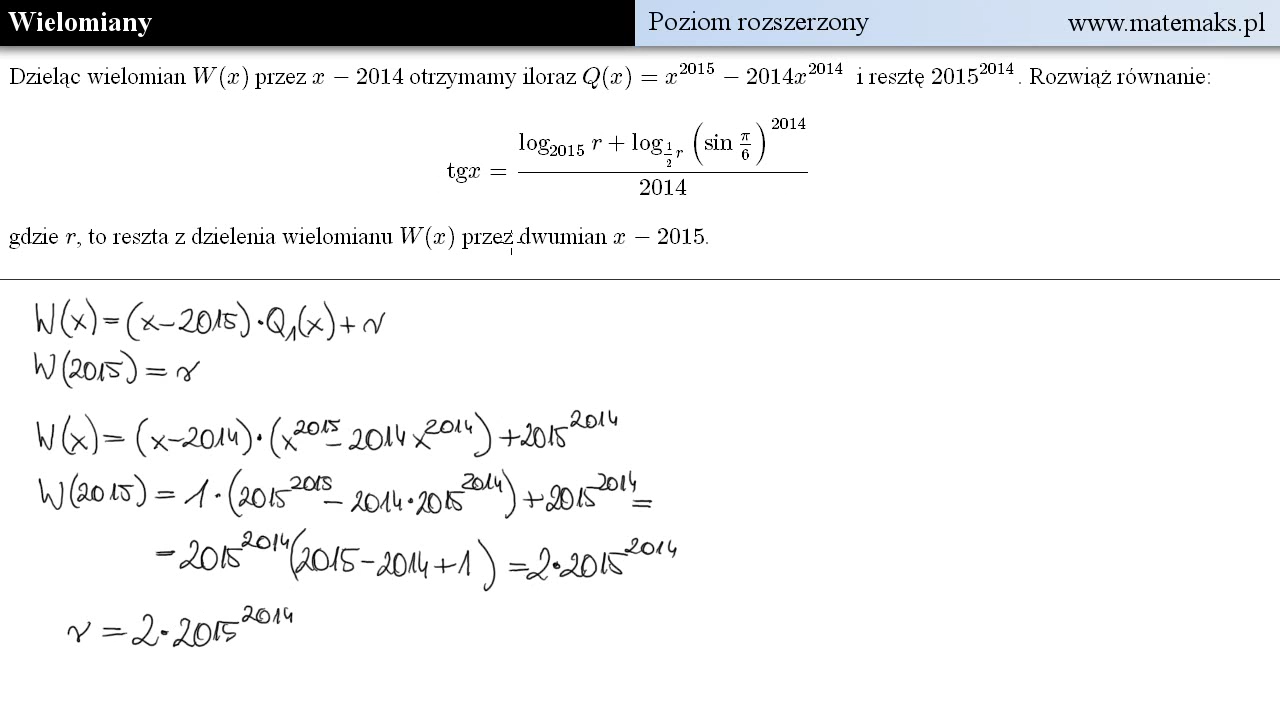 Wielomiany
Poziom rozszerzony
www.matemaks.pl
Dzieląc wielomian W(x) przez x − 2014 otrzymamy iloraz Q(x) = x^2015 − 2014x^2014 i resztę 2015^2014. Rozwiąż równanie:
tgx = (log_2015 r + log_{1/2 r} (sin π/6)^2014) / 2014
gdzie r, to reszta z dzielenia wielomianu W(x) przez dwumian x − 2015.
W(x) = (x−2015)·Q_1(x) + r
W(2015) = r
W(x) = (x−2014)·(x^2015 − 2014x^2014) + 2015^2014
W(2015) = 1·(2015^2015 − 2014·2015^2014) + 2015^2014 =
= 2015^2014(2015−2014+1) = 2·2015^2014
r = 2·2015^2014